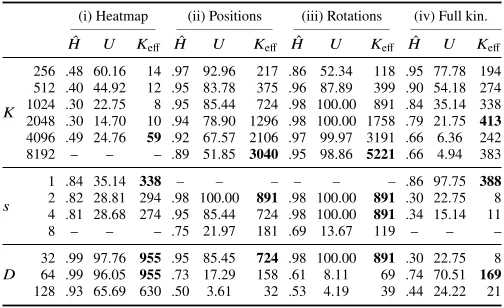 (i) Heatmap (ii) Positions (iii) Rotations (iv) Full kin.
Ĥ U K_eff Ĥ U K_eff Ĥ U K_eff Ĥ U K_eff
K
256 .48 60.16 14 .97 92.96 217 .86 52.34 118 .95 77.78 194
512 .40 44.92 12 .95 83.78 375 .96 87.89 399 .90 54.18 274
1024 .30 22.75 8 .95 85.44 724 .98 100.00 891 .84 35.14 338
2048 .30 14.70 10 .94 78.90 1296 .98 100.00 1758 .79 21.75 413
4096 .49 24.76 59 .92 67.57 2106 .97 99.97 3191 .66 6.36 242
8192 – – – .89 51.85 3040 .95 98.86 5221 .66 4.94 383
s
1 .84 35.14 338 – – – – – – .86 97.75 388
2 .82 28.81 294 .98 100.00 891 .98 100.00 891 .30 22.75 8
4 .81 28.68 274 .95 85.44 724 .98 100.00 891 .34 15.14 11
8 – – – .75 21.97 181 .69 13.67 119 – – –
D
32 .99 97.76 955 .95 85.45 724 .98 100.00 891 .30 22.75 8
64 .99 96.05 955 .73 17.29 158 .61 8.11 69 .74 70.51 169
128 .93 65.69 630 .50 3.61 32 .53 4.19 39 .44 24.22 21